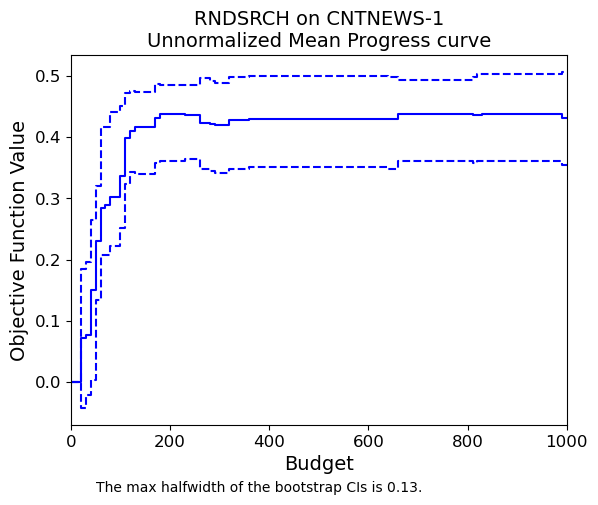 RNDSRCH on CNTNEWS-1
Unnormalized Mean Progress curve
Objective Function Value
0.5
0.4
0.3
0.2
0.1
0.0
0 200 400 600 800 1000
Budget
The max halfwidth of the bootstrap CIs is 0.13.